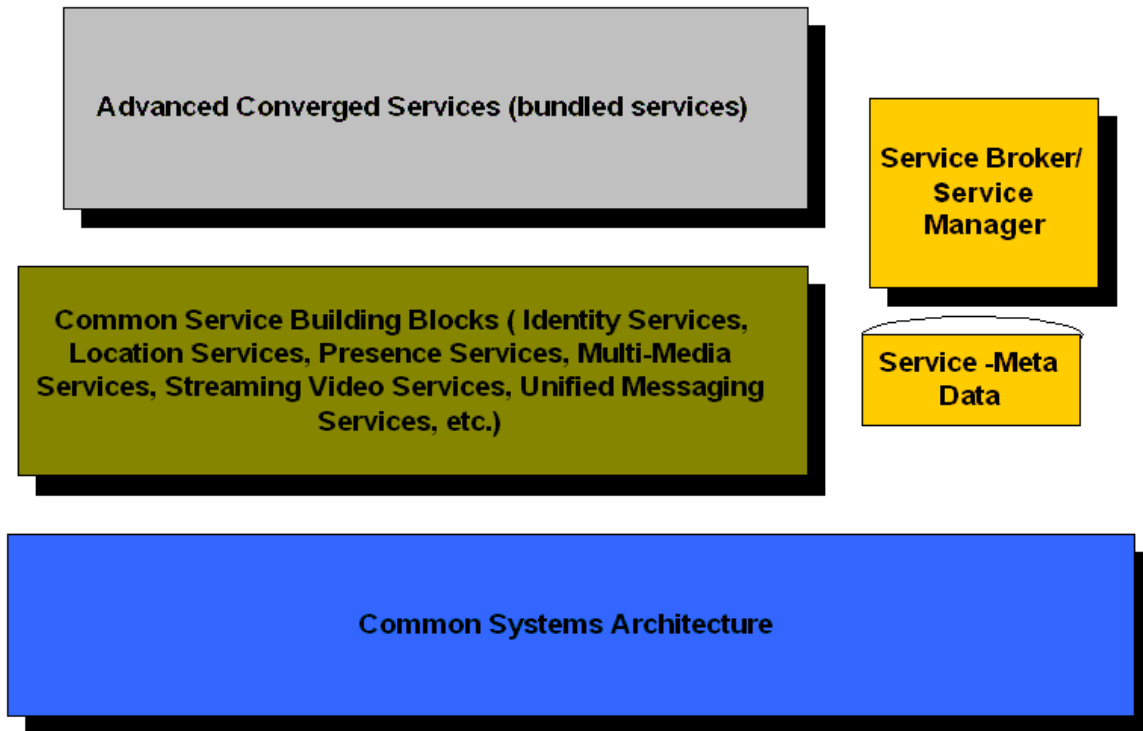 Advanced Converged Services (bundled services)
Service Broker/
Service
Manager
Common Service Building Blocks ( Identity Services,
Location Services, Presence Services, Multi-Media
Services, Streaming Video Services, Unified Messaging
Services, etc.)
Service -Meta
Data
Common Systems Architecture